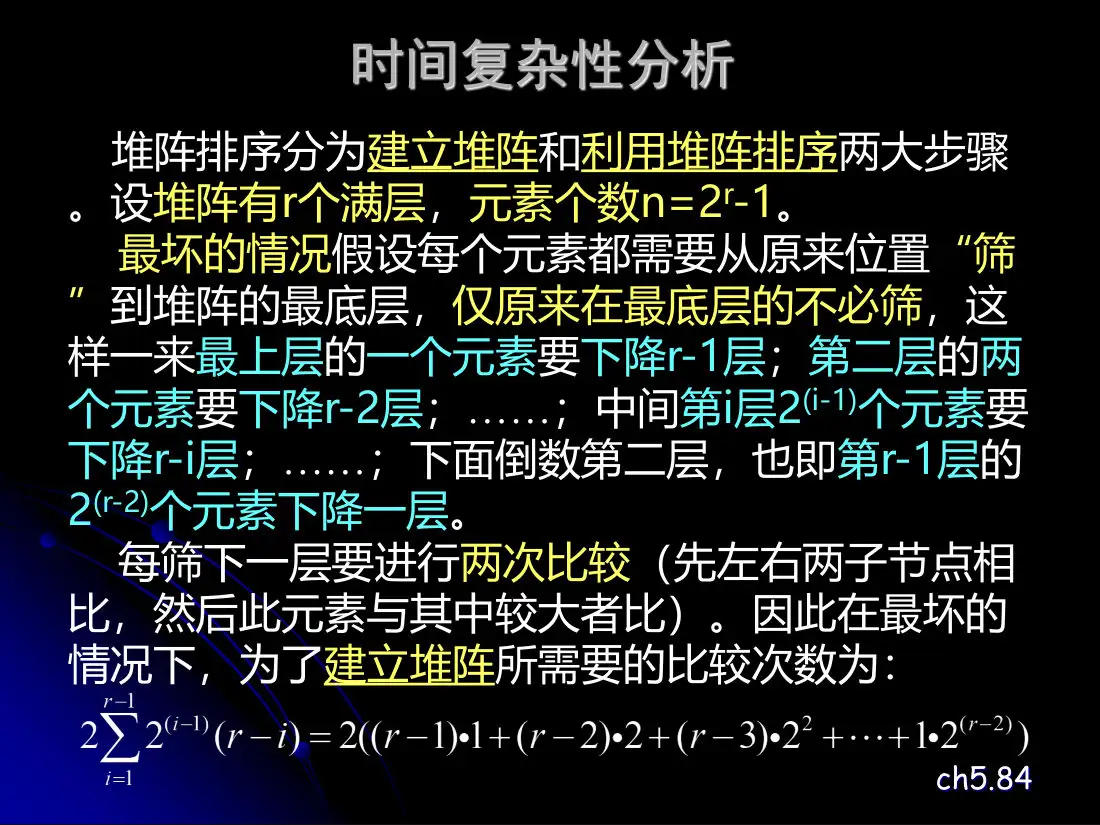 时间复杂性分析
堆阵排序分为建立堆阵和利用堆阵排序两大步骤
。设堆阵有r个满层，元素个数n=2^r-1。
最坏的情况假设每个元素都需要从原来位置“筛
”到堆阵的最底层，仅原来在最底层的不必筛，这
样一来最上层的一个元素要下降r-1层；第二层的两
个元素要下降r-2层；……；中间第i层2^(i-1)个元素要
下降r-i层；……；下面倒数第二层，也即第r-1层的
2^(r-2)个元素下降一层。
每筛下一层要进行两次比较（先左右两子节点相
比，然后此元素与其中较大者比）。因此在最坏的
情况下，为了建立堆阵所需要的比较次数为：
2∑_{i=1}^{r-1} 2^(i-1)(r-i)=2((r-1)•1+(r-2)•2+(r-3)•2^2+⋯+1•2^(r-2))
ch5.84